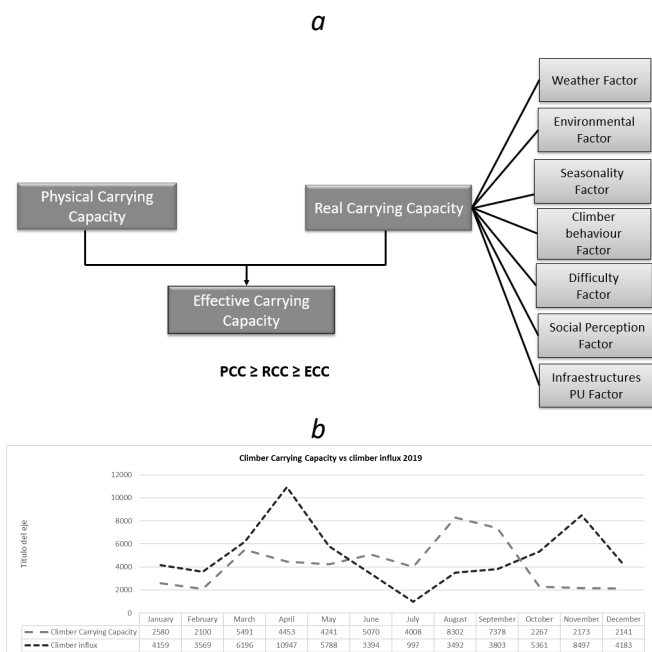 a
Weather Factor
Environmental
Factor
Seasonality
Factor
Climber
behaviour
Factor
Difficulty
Factor
Social Perception
Factor
Infraestructures
PU Factor
Physical Carrying
Capacity
Real Carrying Capacity
Effective Carrying
Capacity
PCC ≥ RCC ≥ ECC
b
Climber Carrying Capacity vs climber influx 2019
Título del eje
12000
10000
8000
6000
4000
2000
0
January February March April May June July August September October November December
Climber Carrying Capacity 2580 2100 5491 4453 4241 5070 4008 8302 7378 2267 2173 2141
Climber influx 4159 3569 6196 10947 5788 3394 997 3492 3803 5361 8497 4183